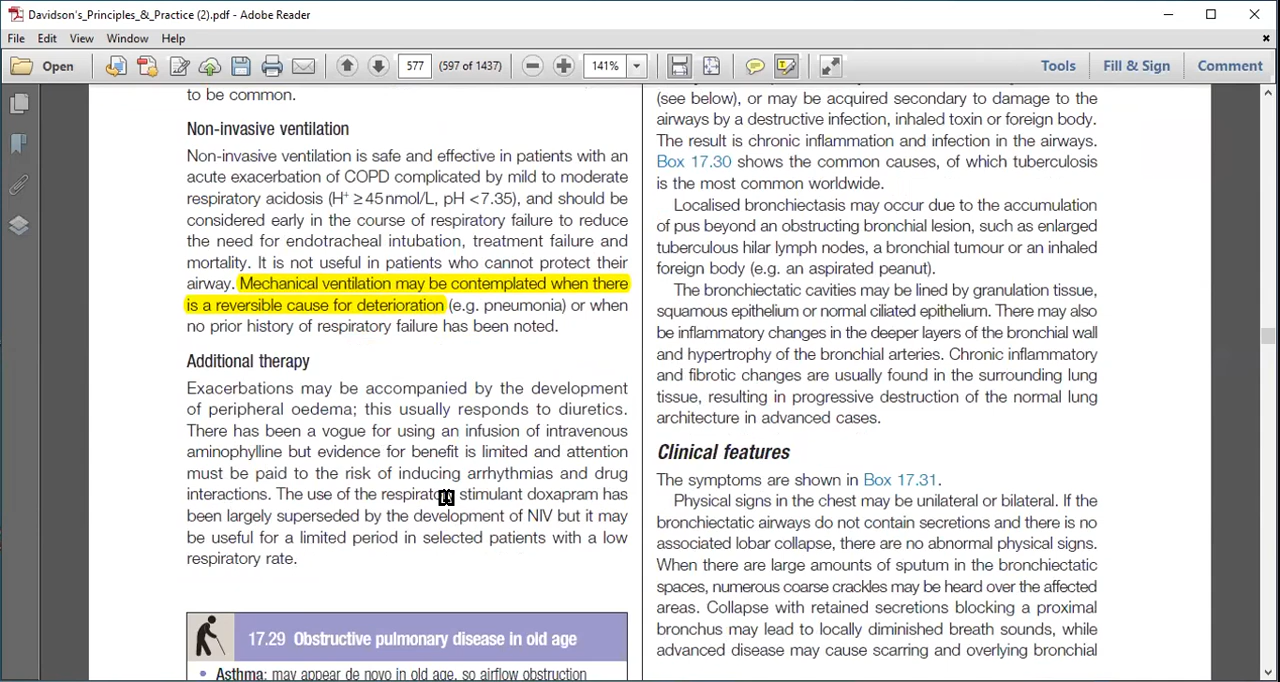 Davidson's_Principles_&_Practice (2).pdf - Adobe Reader
File Edit View Window Help
Open 577 (597 of 1437) 141% Tools Fill & Sign Comment
to be common.
Non-invasive ventilation
Non-invasive ventilation is safe and effective in patients with an
acute exacerbation of COPD complicated by mild to moderate
respiratory acidosis (H⁺ ≥45 nmol/L, pH <7.35), and should be
considered early in the course of respiratory failure to reduce
the need for endotracheal intubation, treatment failure and
mortality. It is not useful in patients who cannot protect their
airway. Mechanical ventilation may be contemplated when there
is a reversible cause for deterioration (e.g. pneumonia) or when
no prior history of respiratory failure has been noted.
Additional therapy
Exacerbations may be accompanied by the development
of peripheral oedema; this usually responds to diuretics.
There has been a vogue for using an infusion of intravenous
aminophylline but evidence for benefit is limited and attention
must be paid to the risk of inducing arrhythmias and drug
interactions. The use of the respiratory stimulant doxapram has
been largely superseded by the development of NIV but it may
be useful for a limited period in selected patients with a low
respiratory rate.
17.29 Obstructive pulmonary disease in old age
• Asthma: may appear de novo in old age, so airflow obstruction
(see below), or may be acquired secondary to damage to the
airways by a destructive infection, inhaled toxin or foreign body.
The result is chronic inflammation and infection in the airways.
Box 17.30 shows the common causes, of which tuberculosis
is the most common worldwide.
Localised bronchiectasis may occur due to the accumulation
of pus beyond an obstructing bronchial lesion, such as enlarged
tuberculous hilar lymph nodes, a bronchial tumour or an inhaled
foreign body (e.g. an aspirated peanut).
The bronchiectatic cavities may be lined by granulation tissue,
squamous epithelium or normal ciliated epithelium. There may also
be inflammatory changes in the deeper layers of the bronchial wall
and hypertrophy of the bronchial arteries. Chronic inflammatory
and fibrotic changes are usually found in the surrounding lung
tissue, resulting in progressive destruction of the normal lung
architecture in advanced cases.
Clinical features
The symptoms are shown in Box 17.31.
Physical signs in the chest may be unilateral or bilateral. If the
bronchiectatic airways do not contain secretions and there is no
associated lobar collapse, there are no abnormal physical signs.
When there are large amounts of sputum in the bronchiectatic
spaces, numerous coarse crackles may be heard over the affected
areas. Collapse with retained secretions blocking a proximal
bronchus may lead to locally diminished breath sounds, while
advanced disease may cause scarring and overlying bronchial